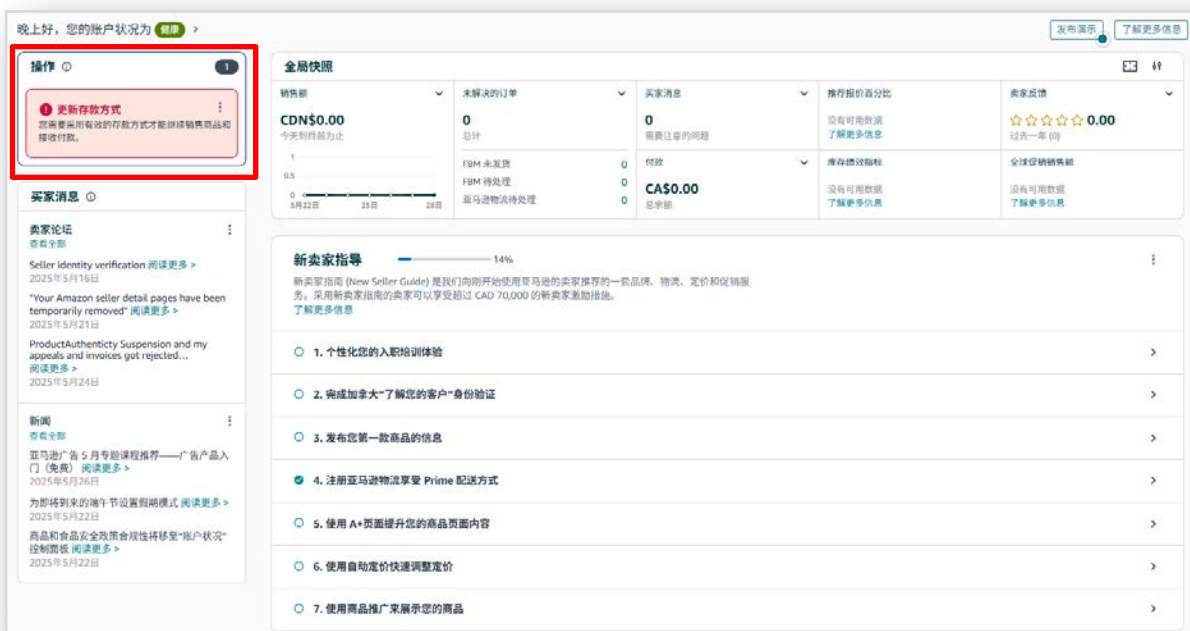 晚上好，您的账户状况为 健康 >
发布演示
了解更多信息
操作
1
更新存款方式
您需要采用有效的存款方式才能继续销售商品和
接收付款。
买家消息
卖家论坛
查看全部
Seller identity verification 阅读更多 >
2025年5月16日
"Your Amazon seller detail pages have been
temporarily removed" 阅读更多 >
2025年5月21日
ProductAuthenticty Suspension and my
appeals and invoices got rejected...
阅读更多 >
2025年5月24日
新闻
查看全部
亚马逊广告 5 月专题课程推荐——广告产品入
门（免费） 阅读更多 >
2025年5月26日
为即将到来的端午节设置假期模式 阅读更多 >
2025年5月22日
商品和食品安全政策合规性将移至“账户状况”
控制面板 阅读更多 >
2025年5月22日
全局快照
销售额
CDN$0.00
今天到目前为止
1
0.5
0
5月22日
25日
28日
未解决的订单
0
总计
FBM 未发货 0
FBM 待处理 0
亚马逊物流待处理 0
买家消息
0
需要注意的问题
付款
CA$0.00
总余额
推荐报价百分比
没有可用数据
了解更多信息
库存绩效指标
没有可用数据
了解更多信息
卖家反馈
0.00
过去一年 (0)
全球促销销售额
没有可用数据
了解更多信息
新卖家指导 14%
新卖家指南 (New Seller Guide) 是我们向刚开始使用亚马逊的卖家推荐的一套品牌、物流、定价和促销服
务。采用新卖家指南的卖家可以享受超过 CAD 70,000 的新卖家激励措施。
了解更多信息
1. 个性化您的入职培训体验
2. 完成加拿大“了解您的客户”身份验证
3. 发布您第一款商品的信息
4. 注册亚马逊物流享受 Prime 配送方式
5. 使用 A+页面提升您的商品页面内容
6. 使用自动定价快速调整定价
7. 使用商品推广来展示您的商品